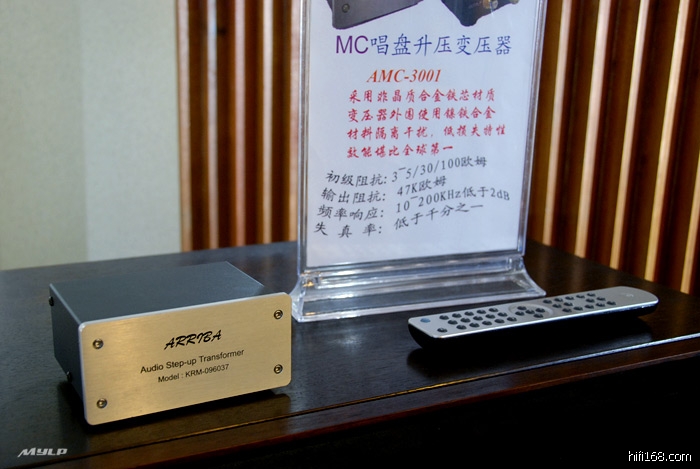 MC唱盘升压变压器
AMC-3001
采用非晶质合金铁芯材质
变压器外围使用镍铁合金
材料隔离干扰，低损失特性
效能堪比全球第一
初级阻抗：3~5/30/100欧姆
输出阻抗：47K欧姆
频率响应：10~200KHz低于2dB
失真率：低于千分之一
ARRIBA
Audio Step-up Transformer
Model : KRM-096037
MYLP
hifi168.com